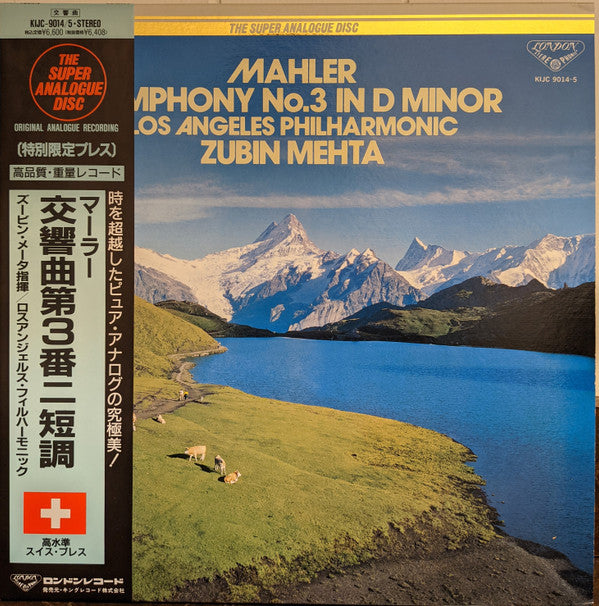 交響曲
KIJC-9014/5・STEREO
税込定価¥6,600(税抜価格¥6,408)
THE
SUPER
ANALOGUE
DISC
ORIGINAL ANALOGUE RECORDING
〔特別限定プレス〕
高品質・重量レコード
時を超越したピュア・アナログの究極美!
マーラー
交響曲第3番ニ短調
ズービン・メータ指揮/ロスアンジェルス・フィルハーモニック
高水準
スイス・プレス
LONDON
ロンドンレコード
発売元・キングレコード株式会社
THE SUPER ANALOGUE DISC
MAHLER
MPHONY No.3 IN D MINOR
LOS ANGELES PHILHARMONIC
ZUBIN MEHTA
LONDON
KIJC 9014-5
THE SUPER ANALOGUE DISC